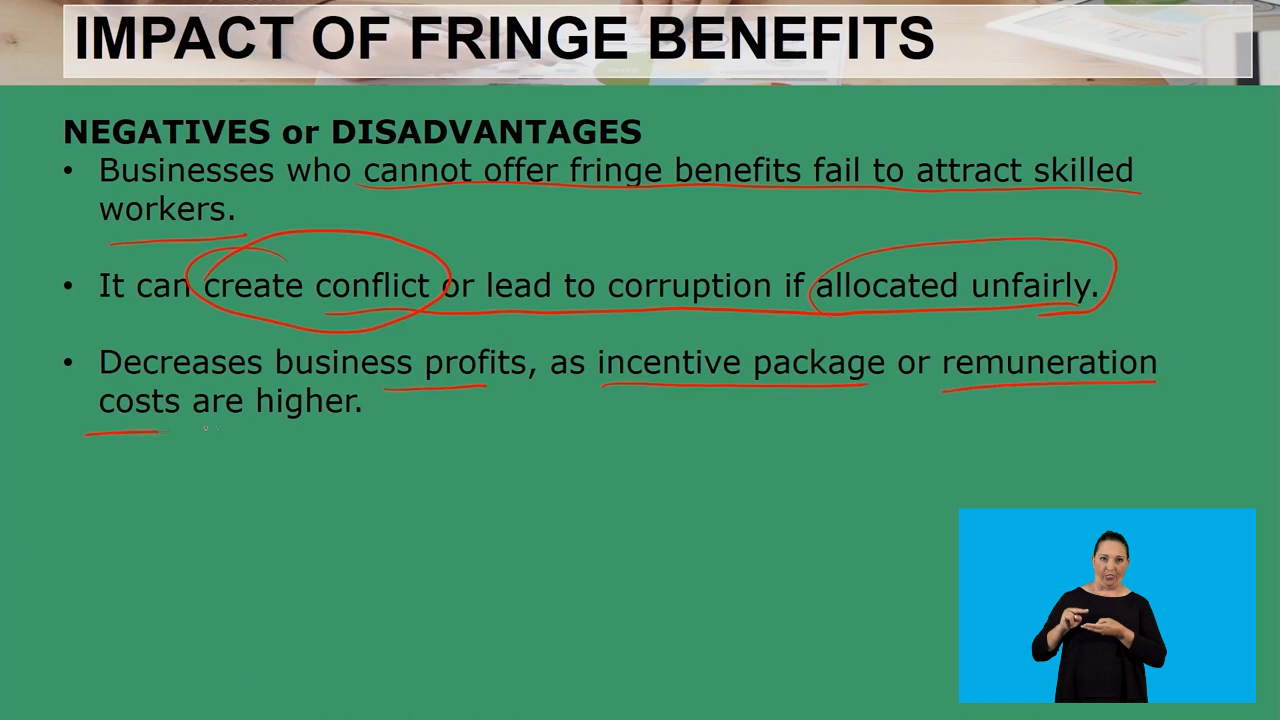 IMPACT OF FRINGE BENEFITS
NEGATIVES or DISADVANTAGES
• Businesses who cannot offer fringe benefits fail to attract skilled
workers.
• It can create conflict or lead to corruption if allocated unfairly.
• Decreases business profits, as incentive package or remuneration
costs are higher.